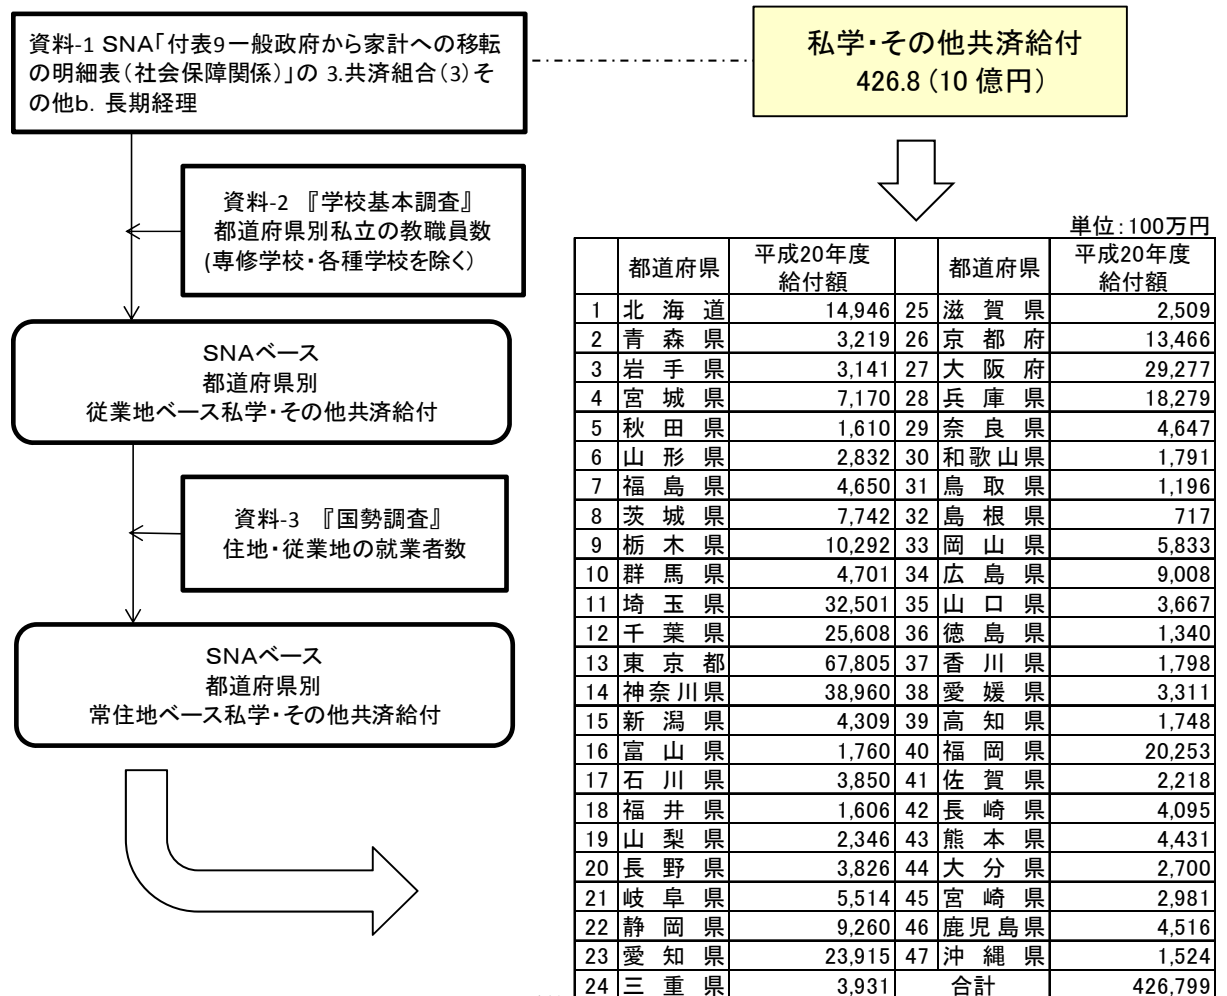 資料-1 SNA「付表9一般政府から家計への移転
の明細表（社会保障関係）」の 3.共済組合（3）そ
の他b．長期経理
私学・その他共済給付
426.8（10 億円）
資料-2 『学校基本調査』
都道府県別私立の教職員数
(専修学校・各種学校を除く）
SNAベース
都道府県別
従業地ベース私学・その他共済給付
資料-3 『国勢調査』
住地・従業地の就業者数
SNAベース
都道府県別
常住地ベース私学・その他共済給付
単位：100万円
都道府県 平成20年度 給付額 都道府県 平成20年度 給付額
1 北海道 14,946 25 滋賀県 2,509
2 青森県 3,219 26 京都府 13,466
3 岩手県 3,141 27 大阪府 29,277
4 宮城県 7,170 28 兵庫県 18,279
5 秋田県 1,610 29 奈良県 4,647
6 山形県 2,832 30 和歌山県 1,791
7 福島県 4,650 31 鳥取県 1,196
8 茨城県 7,742 32 島根県 717
9 栃木県 10,292 33 岡山県 5,833
10 群馬県 4,701 34 広島県 9,008
11 埼玉県 32,501 35 山口県 3,667
12 千葉県 25,608 36 徳島県 1,340
13 東京都 67,805 37 香川県 1,798
14 神奈川県 38,960 38 愛媛県 3,311
15 新潟県 4,309 39 高知県 1,748
16 富山県 1,760 40 福岡県 20,253
17 石川県 3,850 41 佐賀県 2,218
18 福井県 1,606 42 長崎県 4,095
19 山梨県 2,346 43 熊本県 4,431
20 長野県 3,826 44 大分県 2,700
21 岐阜県 5,514 45 宮崎県 2,981
22 静岡県 9,260 46 鹿児島県 4,516
23 愛知県 23,915 47 沖縄県 1,524
24 三重県 3,931 合計 426,799